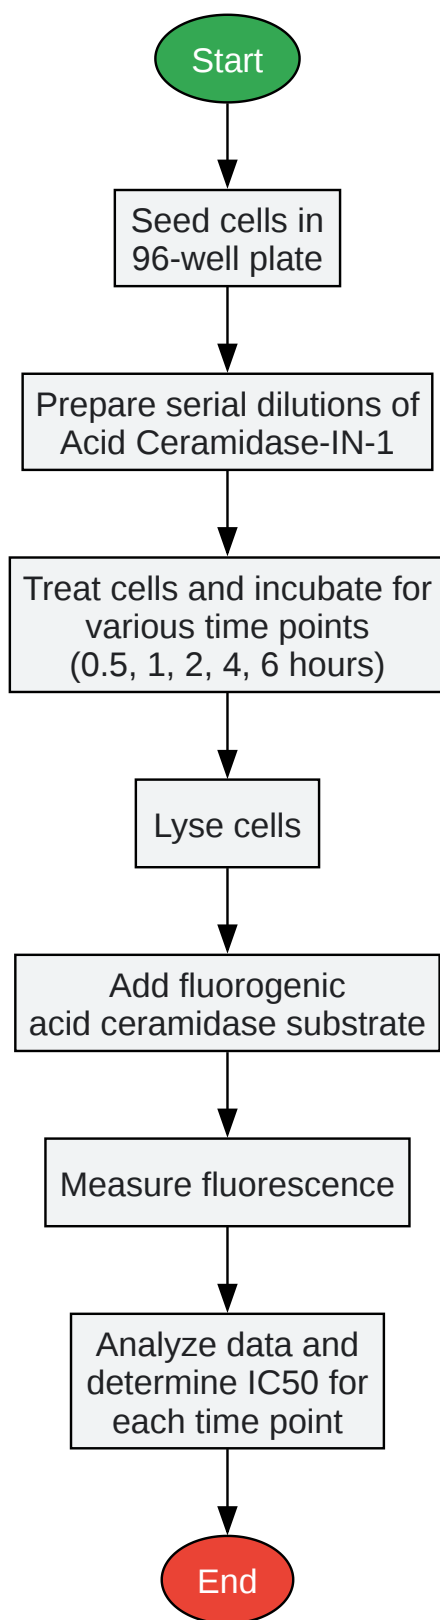 Start
Seed cells in
96-well plate
Prepare serial dilutions of
Acid Ceramidase-IN-1
Treat cells and incubate for
various time points
(0.5, 1, 2, 4, 6 hours)
Lyse cells
Add fluorogenic
acid ceramidase substrate
Measure fluorescence
Analyze data and
determine IC50 for
each time point
End